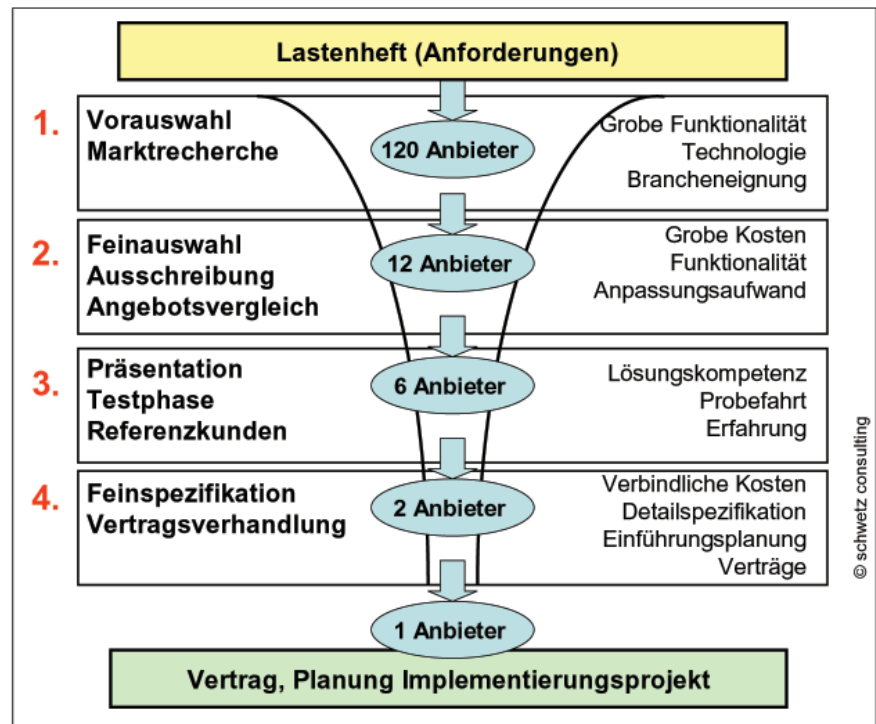 Lastenheft (Anforderungen)
1.
Vorauswahl
Marktrecherche
120 Anbieter
Grobe Funktionalität
Technologie
Brancheneignung
2.
Feinauswahl
Ausschreibung
Angebotsvergleich
12 Anbieter
Grobe Kosten
Funktionalität
Anpassungsaufwand
3.
Präsentation
Testphase
Referenzkunden
6 Anbieter
Lösungskompetenz
Probefahrt
Erfahrung
4.
Feinspezifikation
Vertragsverhandlung
2 Anbieter
Verbindliche Kosten
Detailspezifikation
Einführungsplanung
Verträge
1 Anbieter
Vertrag, Planung Implementierungsprojekt
© schwetz consulting